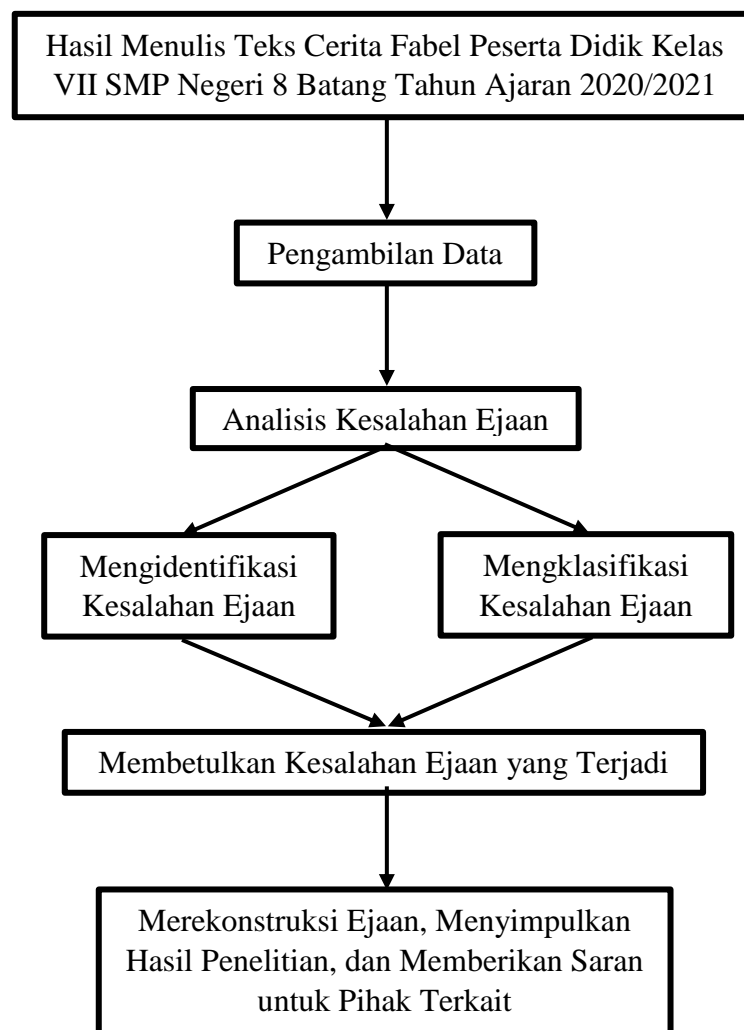 Hasil Menulis Teks Cerita Fabel Peserta Didik Kelas
VII SMP Negeri 8 Batang Tahun Ajaran 2020/2021
Pengambilan Data
Analisis Kesalahan Ejaan
Mengidentifikasi
Kesalahan Ejaan
Mengklasifikasi
Kesalahan Ejaan
Membetulkan Kesalahan Ejaan yang Terjadi
Merekonstruksi Ejaan, Menyimpulkan
Hasil Penelitian, dan Memberikan Saran
untuk Pihak Terkait